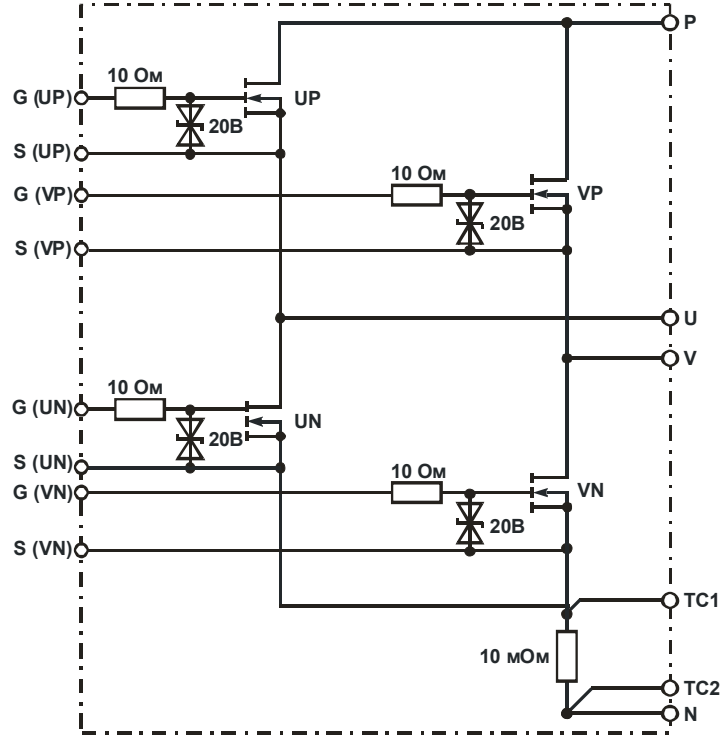 P
10 Ом
G (UP)
UP
20В
S (UP)
10 Ом
G (VP)
VP
20В
S (VP)
U
V
10 Ом
G (UN)
UN
20В
S (UN)
10 Ом
G (VN)
VN
20В
S (VN)
TC1
10 мОм
TC2
N